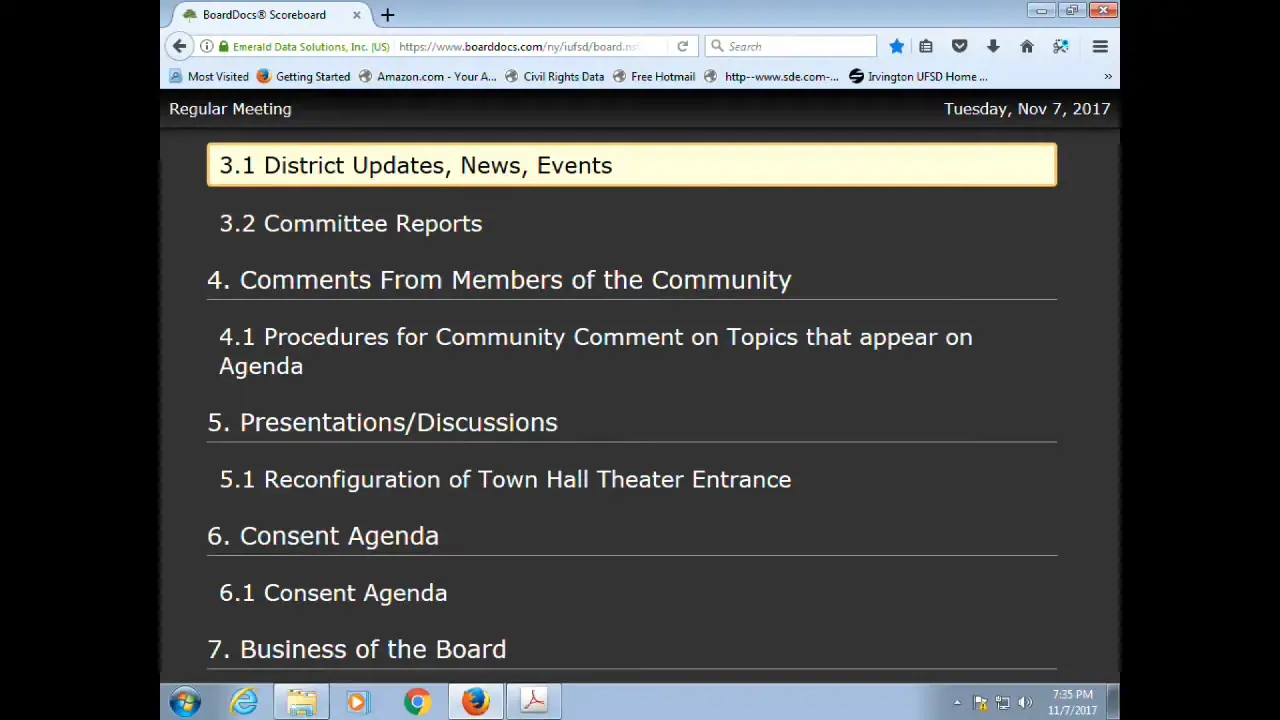 BoardDocs® Scoreboard
Emerald Data Solutions, Inc. (US)
https://www.boarddocs.com/ny/iufsd/board.ns
Search
Most Visited
Getting Started
Amazon.com - Your A...
Civil Rights Data
Free Hotmail
http--www.sde.com-...
Irvington UFSD Home ...
»
Regular Meeting
Tuesday, Nov 7, 2017
3.1 District Updates, News, Events
3.2 Committee Reports
4. Comments From Members of the Community
4.1 Procedures for Community Comment on Topics that appear on
Agenda
5. Presentations/Discussions
5.1 Reconfiguration of Town Hall Theater Entrance
6. Consent Agenda
6.1 Consent Agenda
7. Business of the Board
7:35 PM
11/7/2017